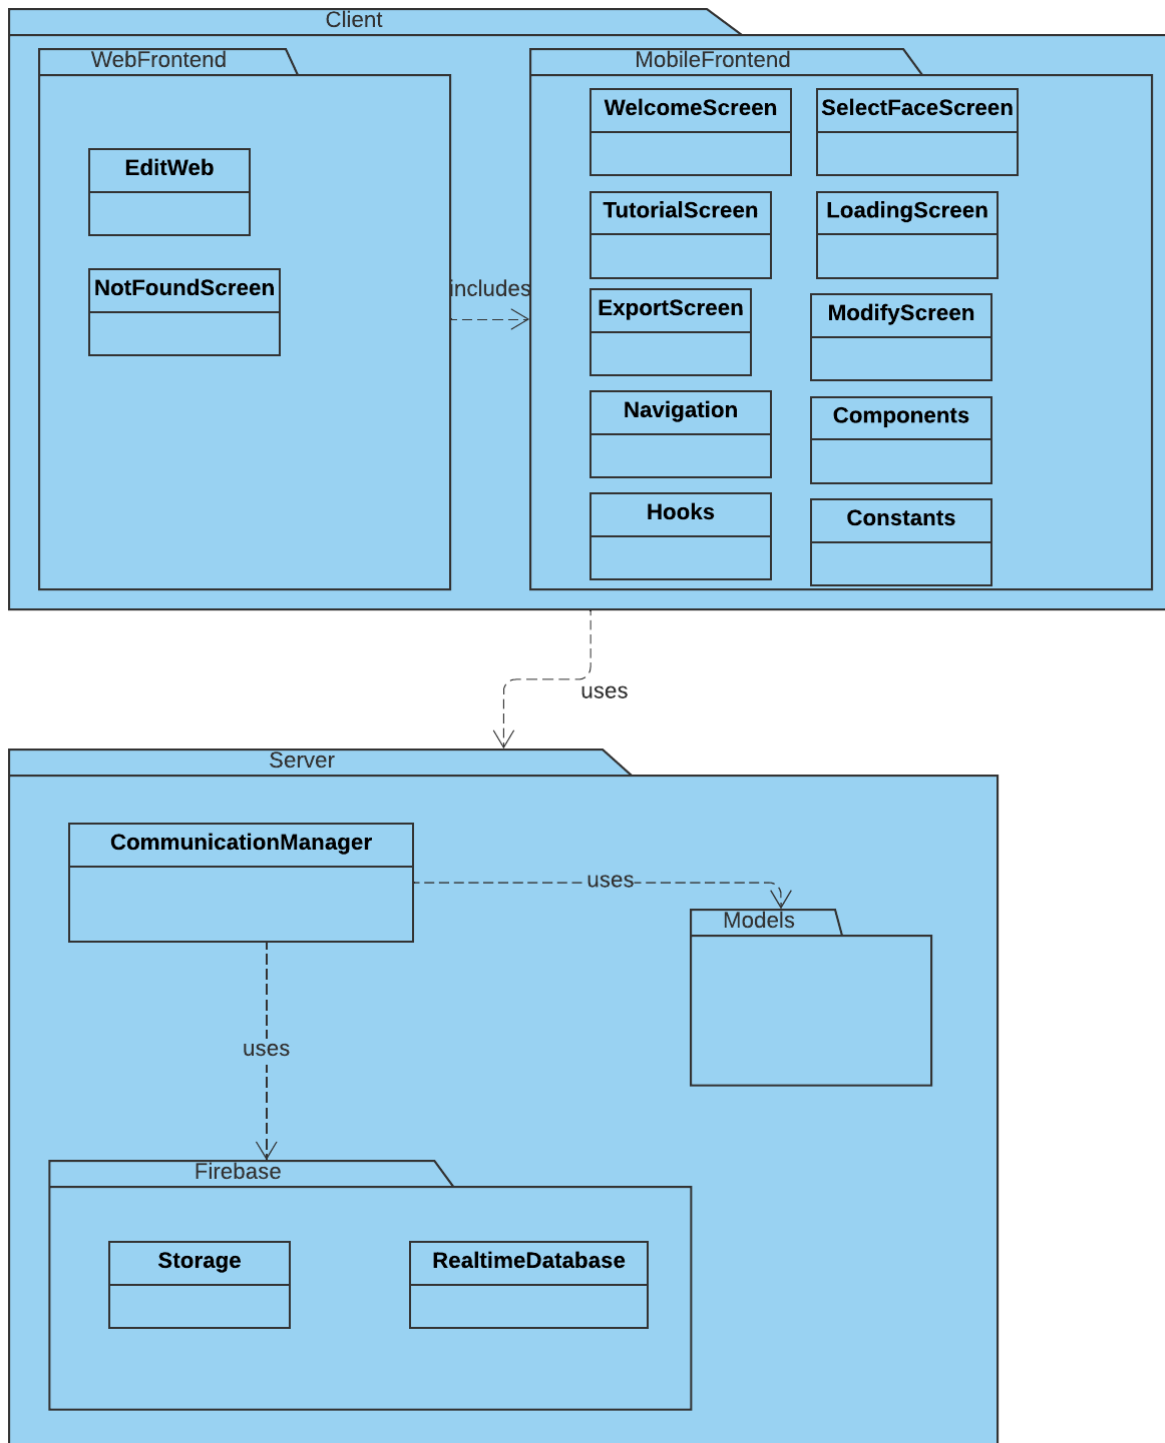 Client
WebFrontend
MobileFrontend
EditWeb
NotFoundScreen
includes
WelcomeScreen
SelectFaceScreen
TutorialScreen
LoadingScreen
ExportScreen
ModifyScreen
Navigation
Components
Hooks
Constants
uses
Server
CommunicationManager
uses
Models
uses
Firebase
Storage
RealtimeDatabase